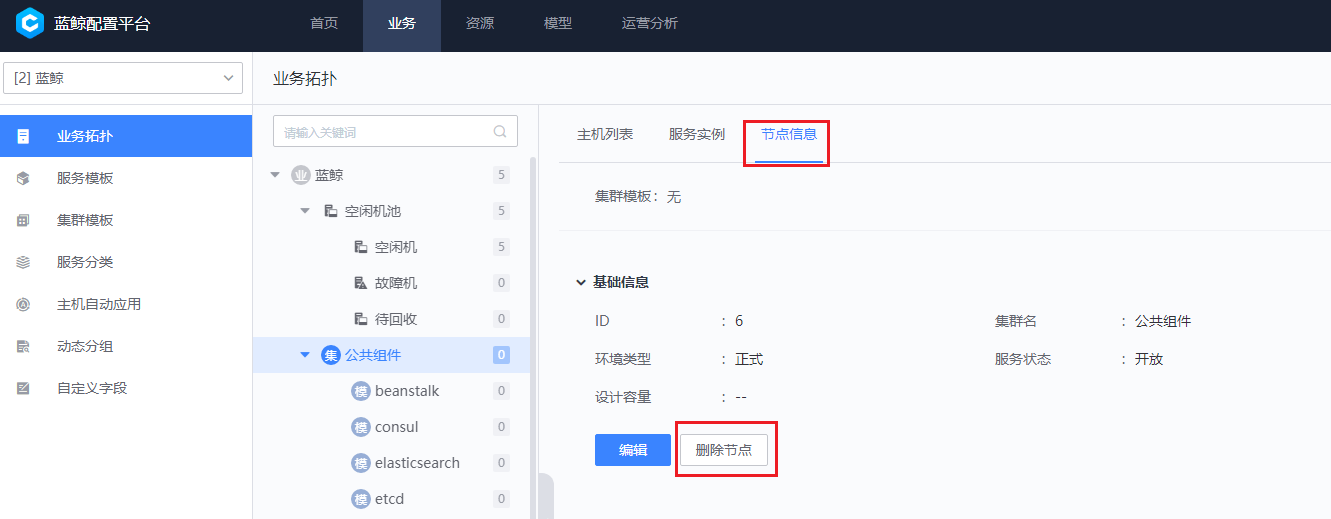 蓝鲸配置平台 首页 业务 资源 模型 运营分析
[2] 蓝鲸
业务拓扑
服务模板
集群模板
服务分类
主机自动应用
动态分组
自定义字段
业务拓扑
请输入关键词
业 蓝鲸 5
空闲机池 5
空闲机 5
故障机 0
待回收 0
集 公共组件 0
模 beanstalk 0
模 consul 0
模 elasticsearch 0
模 etcd 0
主机列表 服务实例 节点信息
集群模板：无
基础信息
ID : 6 集群名 : 公共组件
环境类型 : 正式 服务状态 : 开放
设计容量 : --
编辑 删除节点